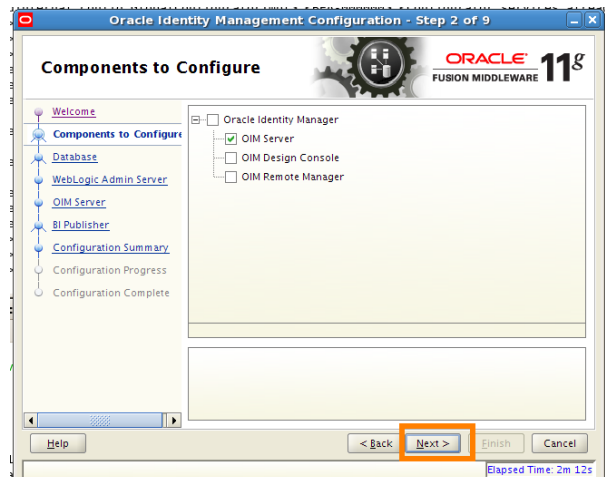 Oracle Identity Management Configuration - Step 2 of 9
Components to Configure
ORACLE
FUSION MIDDLEWARE
11g
Welcome
Components to Configure
Database
WebLogic Admin Server
OIM Server
BI Publisher
Configuration Summary
Configuration Progress
Configuration Complete
Oracle Identity Manager
OIM Server
OIM Design Console
OIM Remote Manager
Help
< Back
Next >
Finish
Cancel
Elapsed Time: 2m 12s